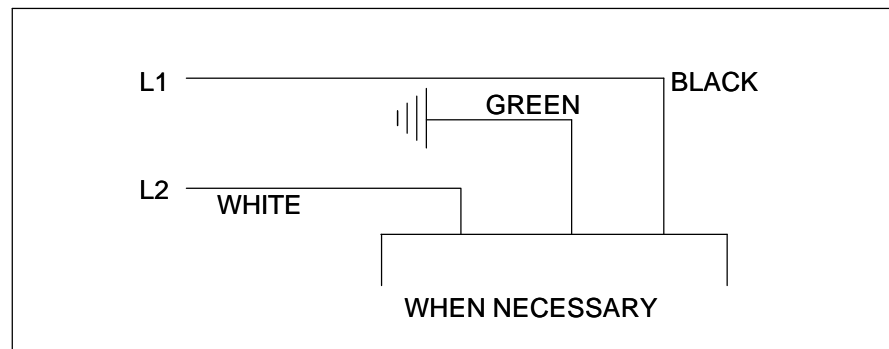 L1
BLACK
GREEN
L2
WHITE
WHEN NECESSARY